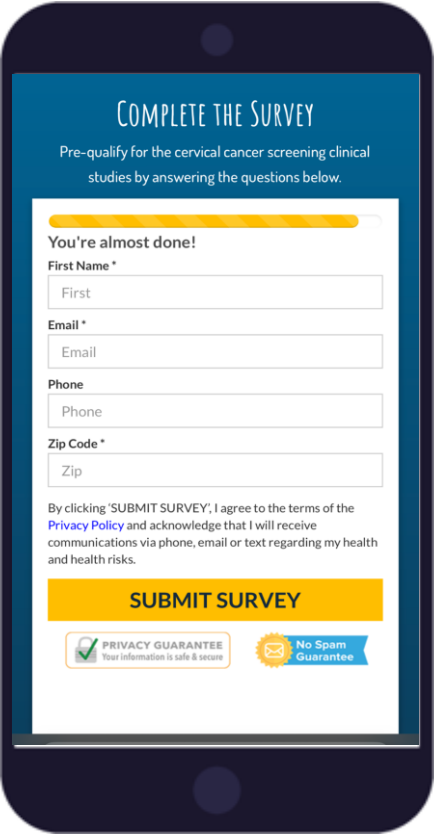 Complete the Survey
Pre-qualify for the cervical cancer screening clinical
studies by answering the questions below.
You're almost done!
First Name *
First
Email *
Email
Phone
Phone
Zip Code *
Zip
By clicking ‘SUBMIT SURVEY’, I agree to the terms of the
Privacy Policy and acknowledge that I will receive
communications via phone, email or text regarding my health
and health risks.
SUBMIT SURVEY
PRIVACY GUARANTEE
Your information is safe & secure
No Spam
Guarantee